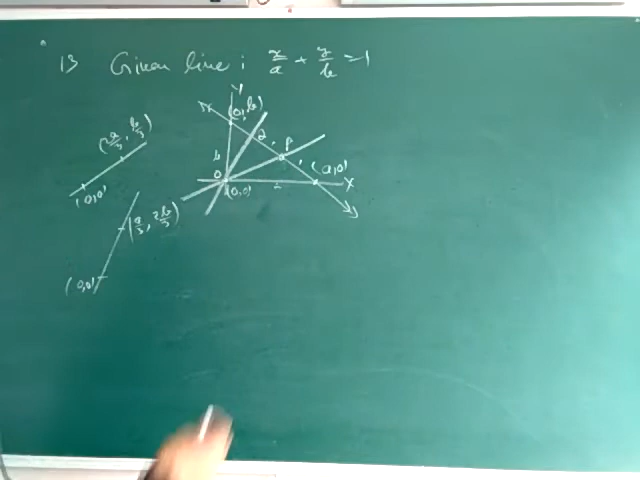 13 Given line : x/a + y/b = 1
Y
(0,b)
(2a/3, b/3)
2
P
1
(a,0)
b
O
(0,0)
X
(0,0)
(a/3, 2b/3)
(0,0)